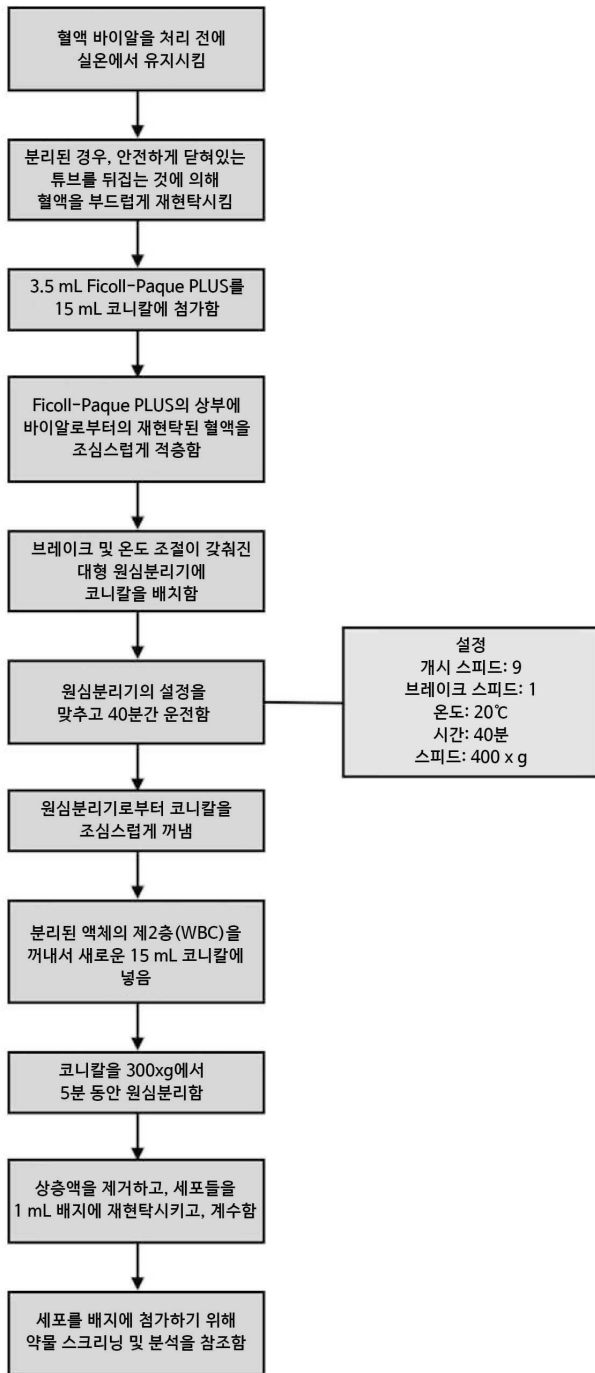 혈액 바이알을 처리 전에
실온에서 유지시킴
분리된 경우, 안전하게 닫혀있는
튜브를 뒤집는 것에 의해
혈액을 부드럽게 재현탁시킴
3.5 mL Ficoll-Paque PLUS를
15 mL 코니칼에 첨가함
Ficoll-Paque PLUS의 상부에
바이알로부터의 재현탁된 혈액을
조심스럽게 적층함
브레이크 및 온도 조절이 갖춰진
대형 원심분리기에
코니칼을 배치함
원심분리기의 설정을
맞추고 40분간 운전함
설정
개시 스피드: 9
브레이크 스피드: 1
온도: 20℃
시간: 40분
스피드: 400 x g
원심분리기로부터 코니칼을
조심스럽게 꺼냄
분리된 액체의 제2층(WBC)을
꺼내서 새로운 15 mL 코니칼에
넣음
코니칼을 300xg에서
5분 동안 원심분리함
상층액을 제거하고, 세포들을
1 mL 배지에 재현탁시키고, 계수함
세포를 배지에 첨가하기 위해
약물 스크리닝 및 분석을 참조함